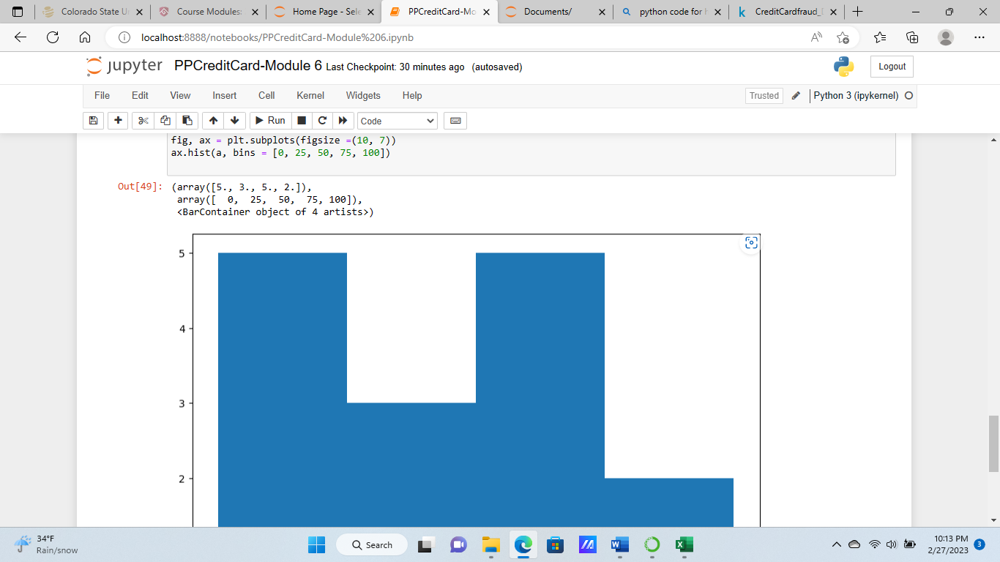 Colorado State Ur
Course Modules:
Home Page - Sele
PPCreditCard-Mo
Documents/
python code for h
CreditCardfraud_D
localhost:8888/notebooks/PPCreditCard-Module%206.ipynb
jupyter PPCreditCard-Module 6 Last Checkpoint: 30 minutes ago (autosaved)
Logout
File Edit View Insert Cell Kernel Widgets Help
Trusted Python 3 (ipykernel)
Run Code
fig, ax = plt.subplots(figsize =(10, 7))
ax.hist(a, bins = [0, 25, 50, 75, 100])
Out[49]: (array([5., 3., 5., 2.]),
array([  0,  25,  50,  75, 100]),
<BarContainer object of 4 artists>)
5
4
3
2
34°F
Rain/snow
Search
10:13 PM
2/27/2023
3